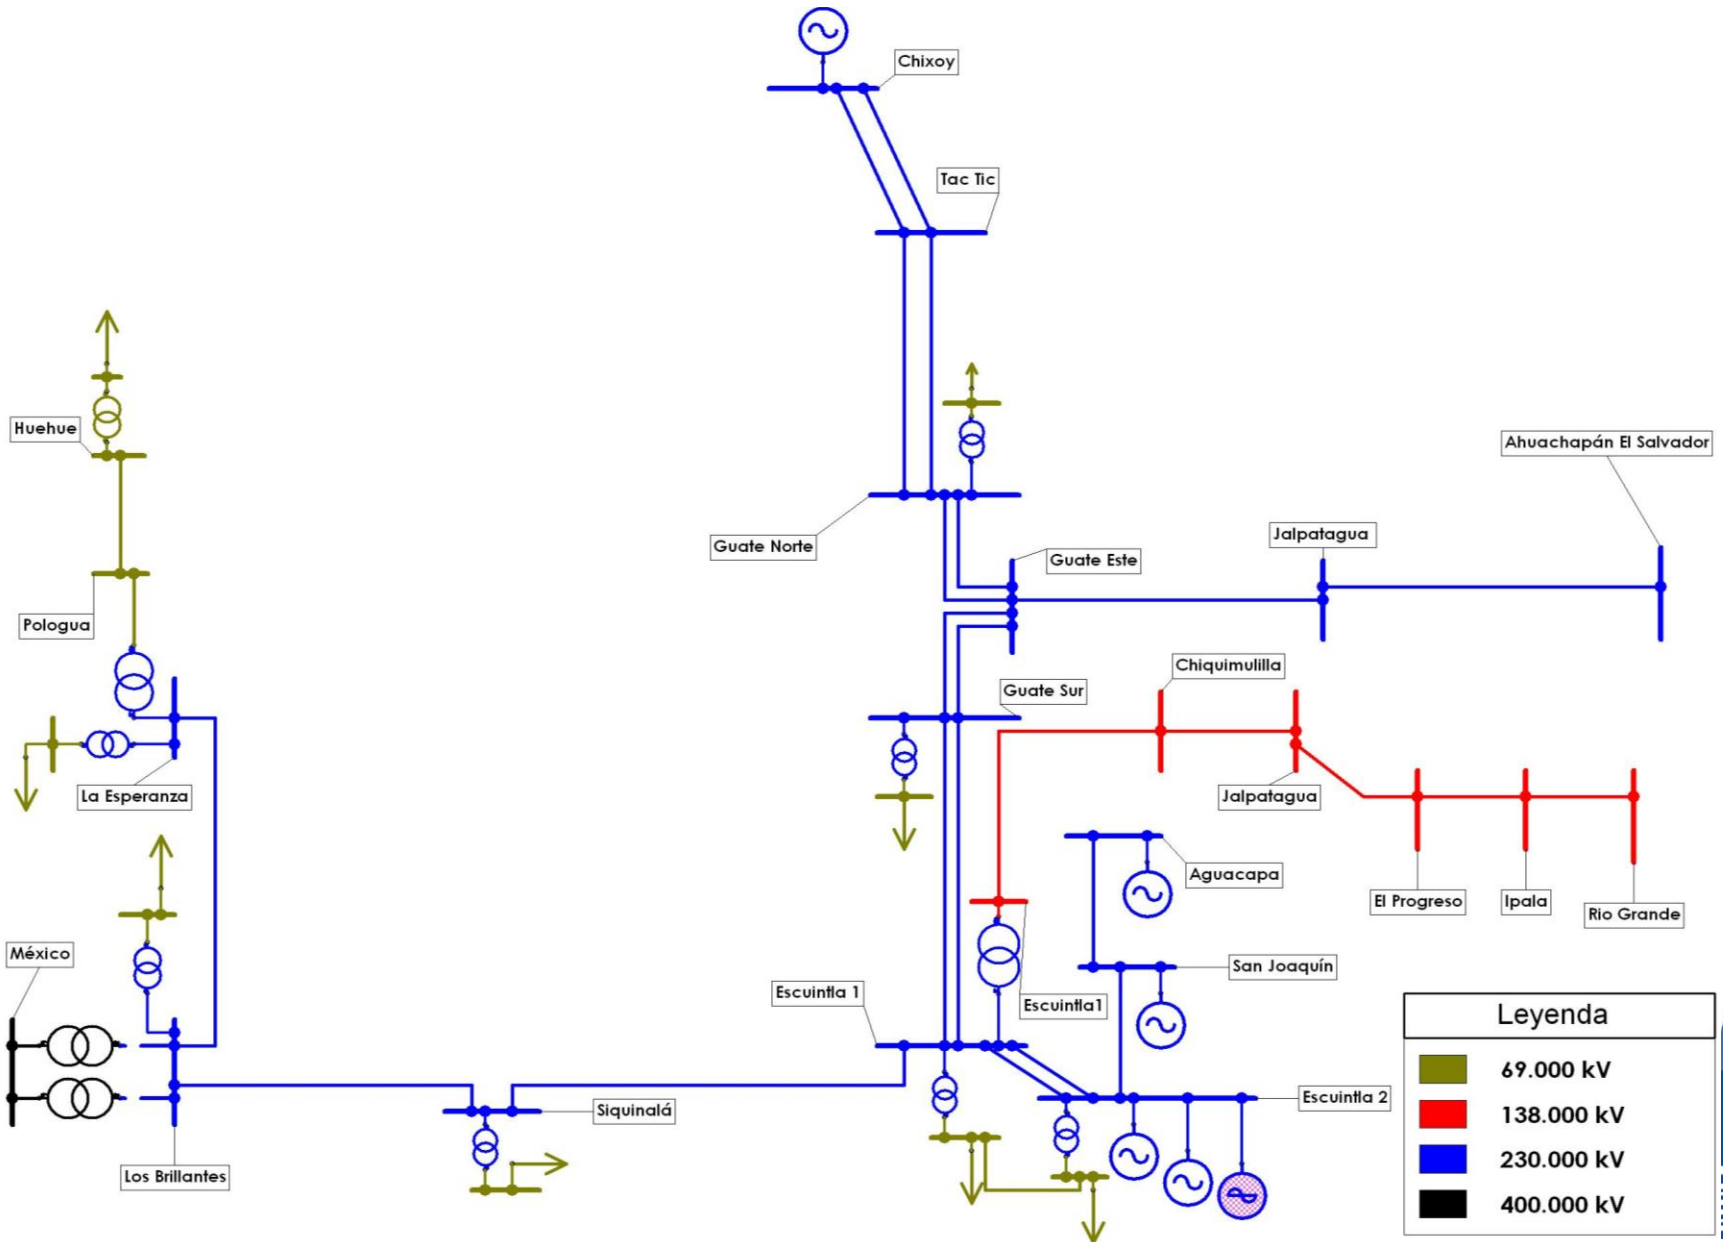 Chixoy
Tac Tic
Huehue
Ahuachapán El Salvador
Guate Norte
Jalpatagua
Guate Este
Pologua
Chiquimulilla
Guate Sur
La Esperanza
Jalpatagua
Aguacapa
El Progreso
Ipala
Rio Grande
México
San Joaquín
Escuintla 1
Escuintla1
Siquinalá
Escuintla 2
Los Brillantes
Leyenda
69.000 kV
138.000 kV
230.000 kV
400.000 kV